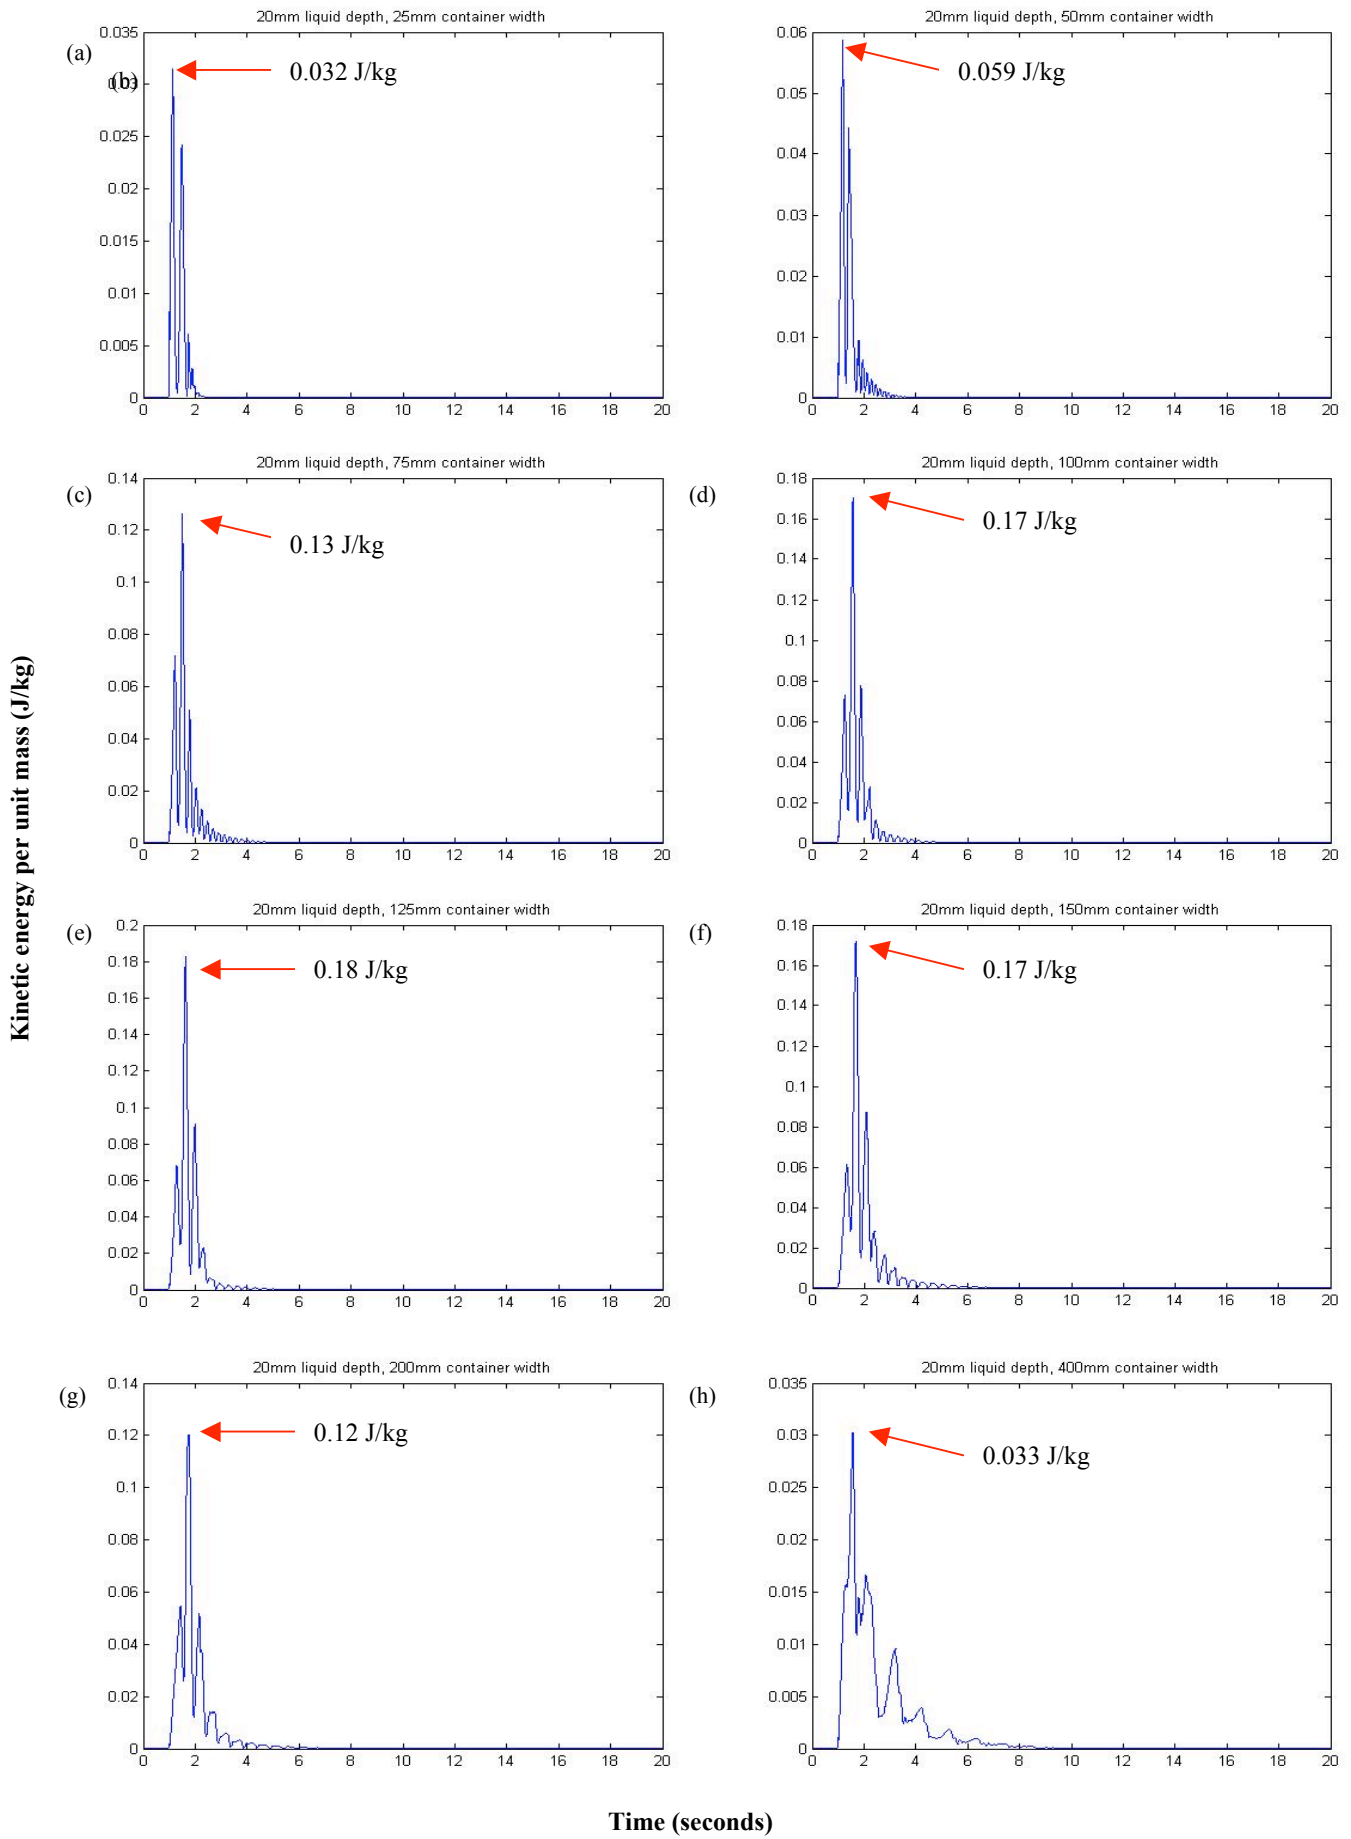 20mm liquid depth, 25mm container width
(a)
(b)
0.035
0.03
0.025
0.02
0.015
0.01
0.005
0
0 2 4 6 8 10 12 14 16 18 20
0.032 J/kg
20mm liquid depth, 50mm container width
0.06
0.05
0.04
0.03
0.02
0.01
0
0 2 4 6 8 10 12 14 16 18 20
0.059 J/kg
20mm liquid depth, 75mm container width
(c)
0.14
0.12
0.1
0.08
0.06
0.04
0.02
0
0 2 4 6 8 10 12 14 16 18 20
0.13 J/kg
20mm liquid depth, 100mm container width
(d)
0.18
0.16
0.14
0.12
0.1
0.08
0.06
0.04
0.02
0
0 2 4 6 8 10 12 14 16 18 20
0.17 J/kg
Kinetic energy per unit mass (J/kg)
20mm liquid depth, 125mm container width
(e)
0.2
0.18
0.16
0.14
0.12
0.1
0.08
0.06
0.04
0.02
0
0 2 4 6 8 10 12 14 16 18 20
0.18 J/kg
20mm liquid depth, 150mm container width
(f)
0.18
0.16
0.14
0.12
0.1
0.08
0.06
0.04
0.02
0
0 2 4 6 8 10 12 14 16 18 20
0.17 J/kg
20mm liquid depth, 200mm container width
(g)
0.14
0.12
0.1
0.08
0.06
0.04
0.02
0
0 2 4 6 8 10 12 14 16 18 20
0.12 J/kg
20mm liquid depth, 400mm container width
(h)
0.035
0.03
0.025
0.02
0.015
0.01
0.005
0
0 2 4 6 8 10 12 14 16 18 20
0.033 J/kg
Time (seconds)